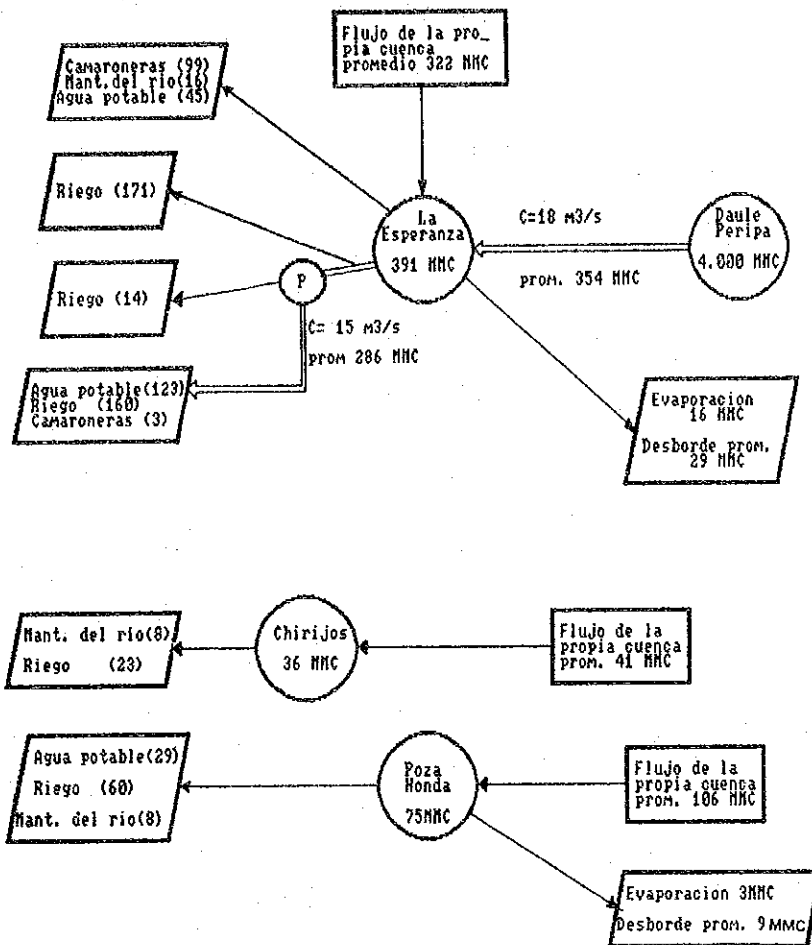 Flujo de la pro_
pia cuenca
promedio 322 MMC
Camaroneras (99)
Mant.del rio(16)
Agua potable (45)
Riego (171)
La
Esperanza
391 MMC
C=18 m3/s
prom. 354 MMC
Daule
Peripa
4.000 MMC
P
Riego (14)
C= 15 m3/s
prom 286 MMC
Agua potable(123)
Riego (160)
Camaroneras (3)
Evaporacion
16 MMC
Desborde prom.
29 MMC
Mant. del rio(8)
Riego (23)
Chirijos
36 MMC
Flujo de la
propia cuenca
prom. 41 MMC
Agua potable(29)
Riego (60)
Mant. del rio(8)
Poza
Honda
75MMC
Flujo de la
propia cuenca
prom. 106 MMC
Evaporacion 3MMC
Desborde prom. 9MMC